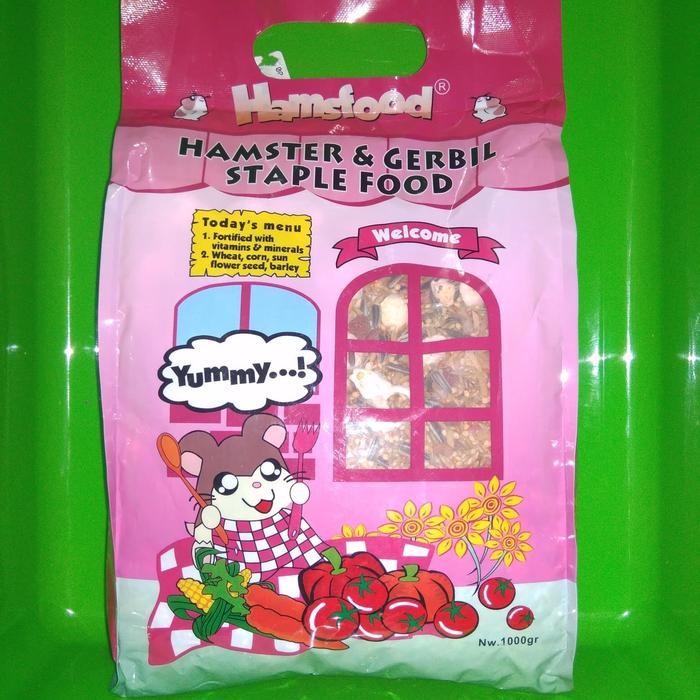 Hamsfood®
HAMSTER & GERBIL
STAPLE FOOD
Today's menu
1. Fortified with
vitamins & minerals
2. Wheat, corn, sun
flower seed, barley
Welcome
Yummy...!
Nw.1000gr